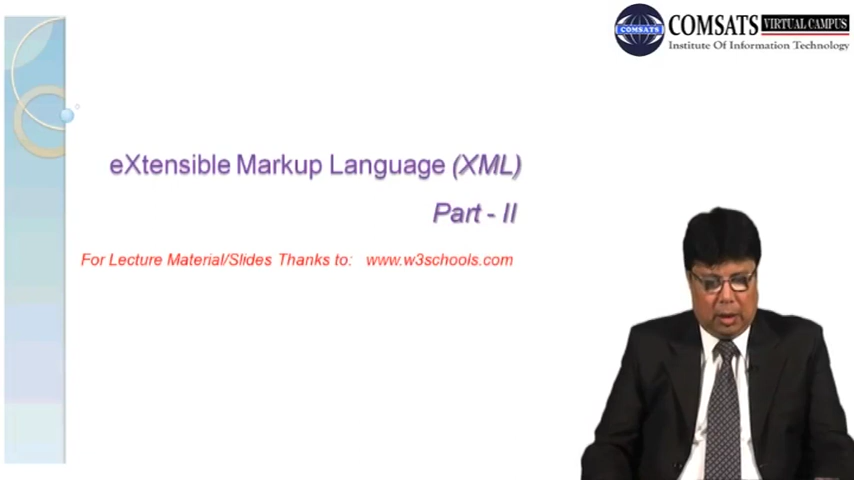 COMSATS
COMSATS VIRTUAL CAMPUS
Institute Of Information Technology
eXtensible Markup Language (XML)
Part - II
For Lecture Material/Slides Thanks to: www.w3schools.com